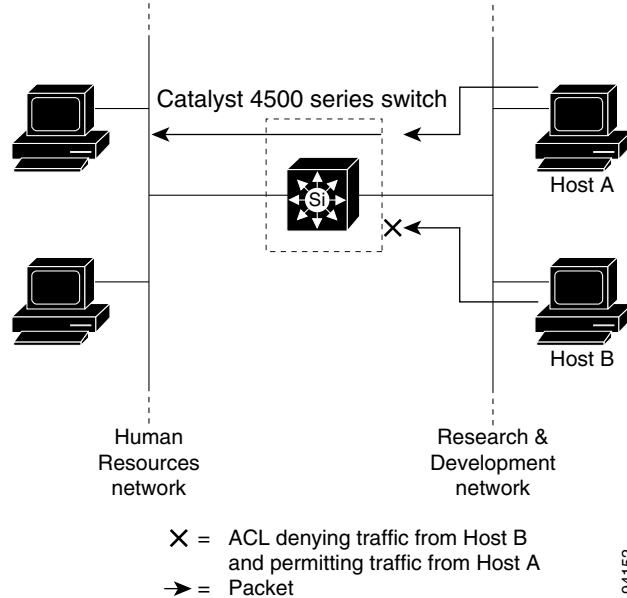 Catalyst 4500 series switch
Si
Host A
Host B
Human
Resources
network
Research &
Development
network
X = ACL denying traffic from Host B
and permitting traffic from Host A
→ = Packet
94152